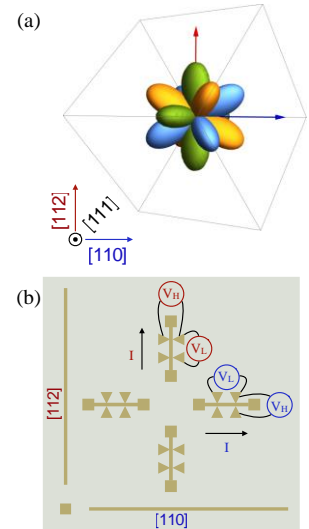 (a)
[112]
[111]
[110]
(b)
V_H
I
V_L
V_L
V_H
[112]
I
[110]